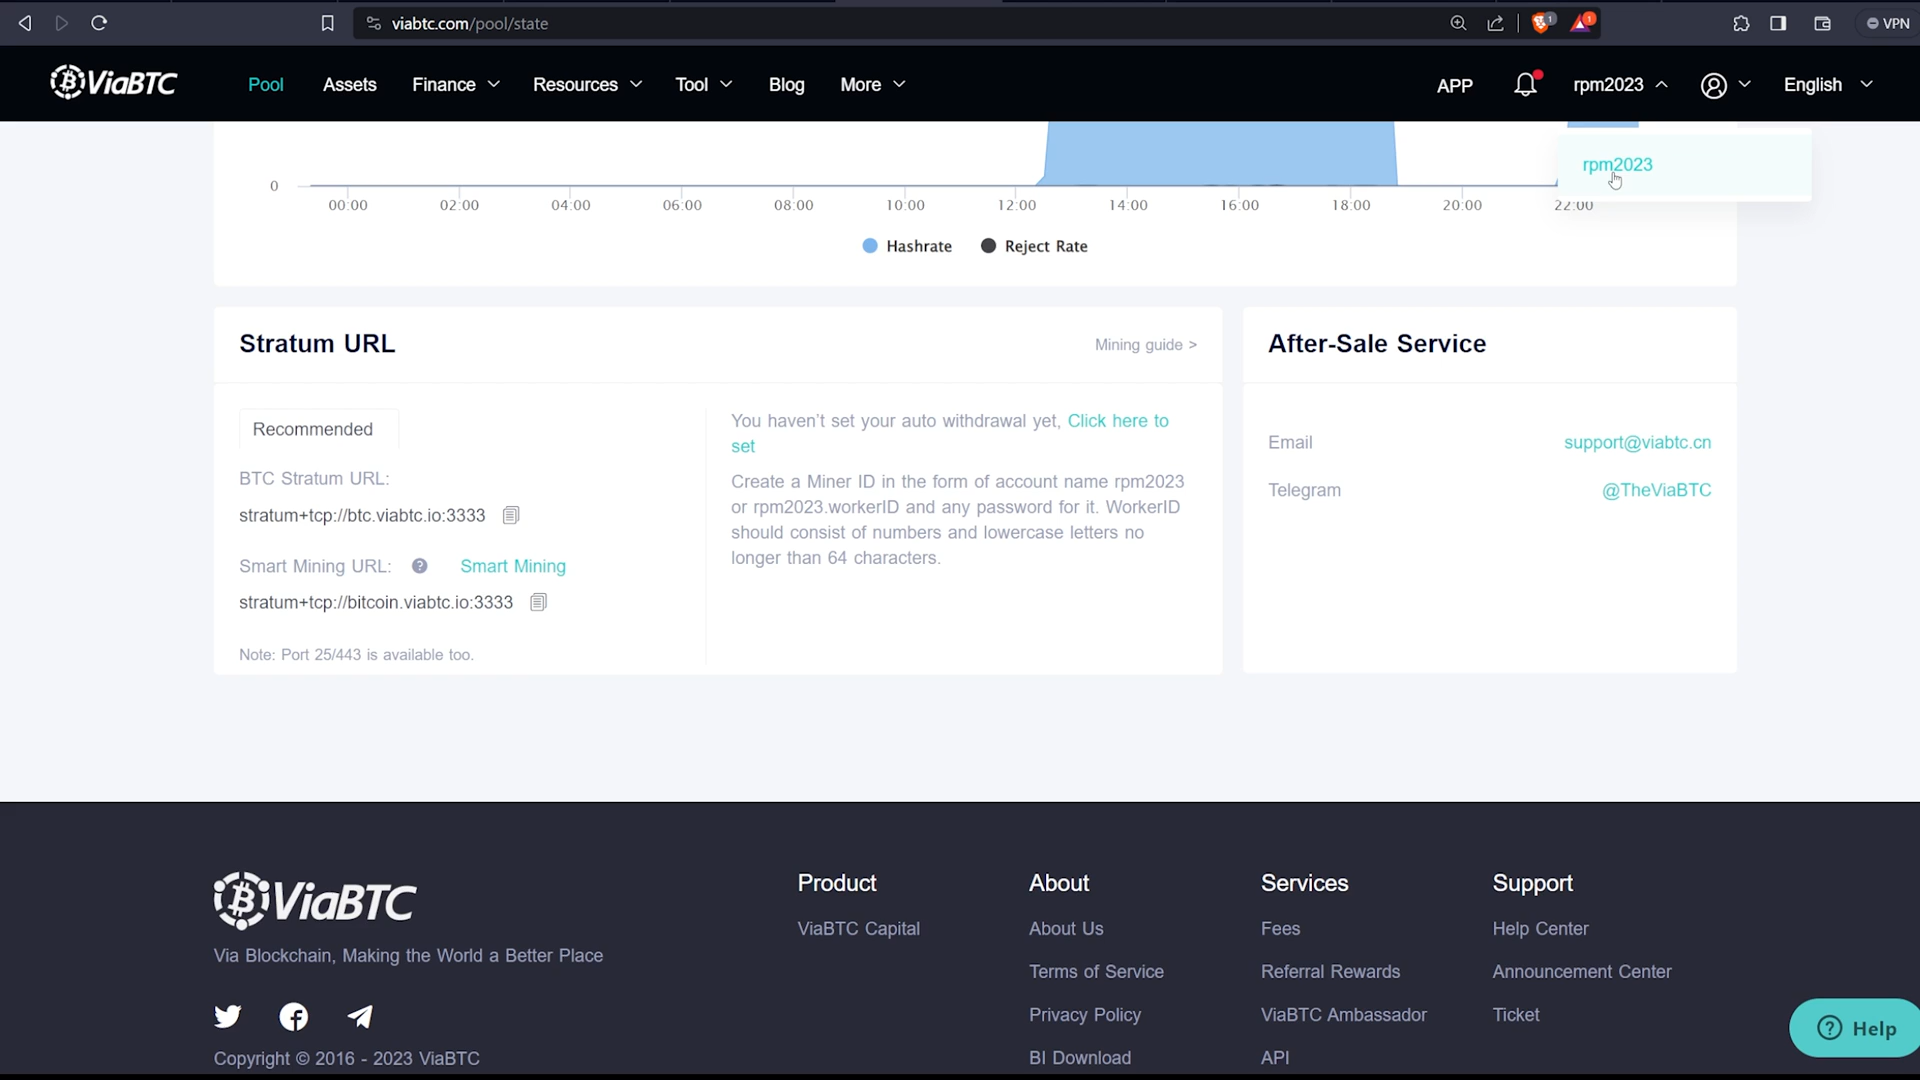 viabtc.com/pool/state
1
1
VPN
ViaBTC
Pool
Assets
Finance
Resources
Tool
Blog
More
APP
rpm2023
English
rpm2023
0
00:00
02:00
04:00
06:00
08:00
10:00
12:00
14:00
16:00
18:00
20:00
22:00
Hashrate
Reject Rate
Stratum URL
Mining guide >
Recommended
BTC Stratum URL:
stratum+tcp://btc.viabtc.io:3333
Smart Mining URL: ? Smart Mining
stratum+tcp://bitcoin.viabtc.io:3333
Note: Port 25/443 is available too.
You haven't set your auto withdrawal yet, Click here to
set
Create a Miner ID in the form of account name rpm2023
or rpm2023.workerID and any password for it. WorkerID
should consist of numbers and lowercase letters no
longer than 64 characters.
After-Sale Service
Email support@viabtc.cn
Telegram @TheViaBTC
ViaBTC
Via Blockchain, Making the World a Better Place
Copyright © 2016 - 2023 ViaBTC
Product
ViaBTC Capital
About
About Us
Terms of Service
Privacy Policy
BI Download
Services
Fees
Referral Rewards
ViaBTC Ambassador
API
Support
Help Center
Announcement Center
Ticket
? Help